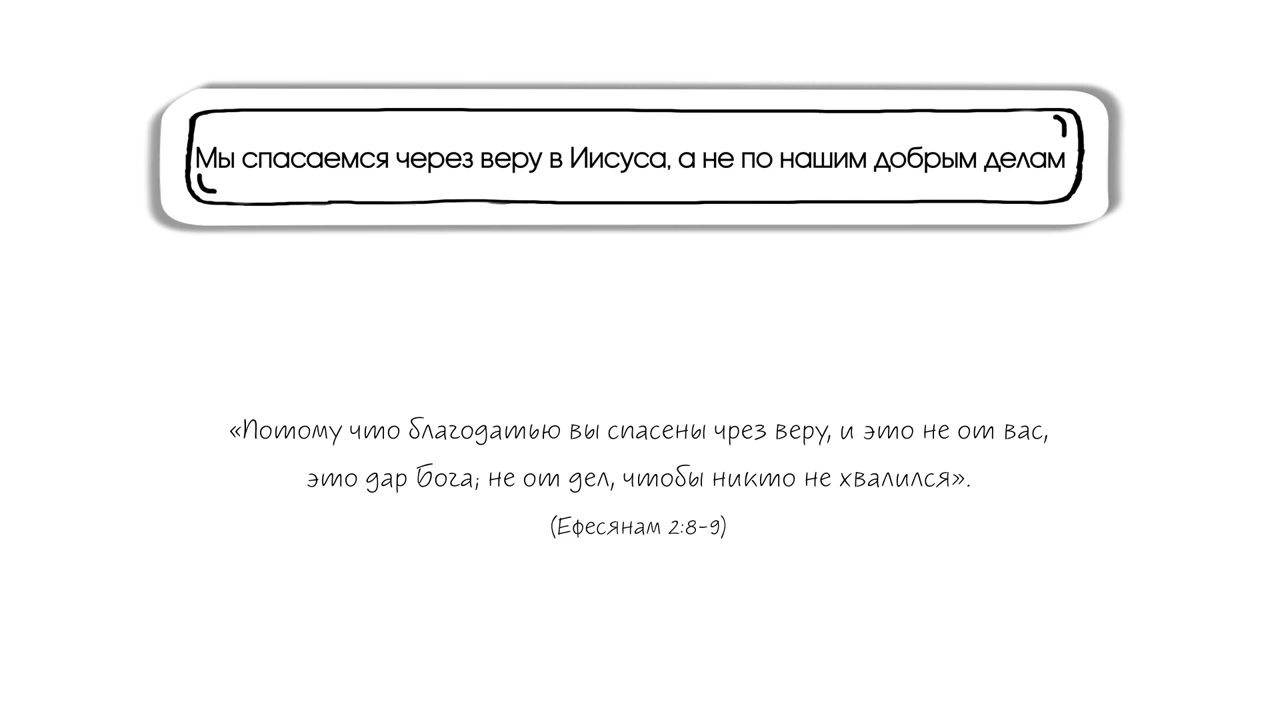 Мы спасаемся через веру в Иисуса, а не по нашим добрым делам
«Потому что благодатью вы спасены чрез веру, и это не от вас,
это дар Бога; не от дел, чтобы никто не хвалился».
(Ефесянам 2:8-9)